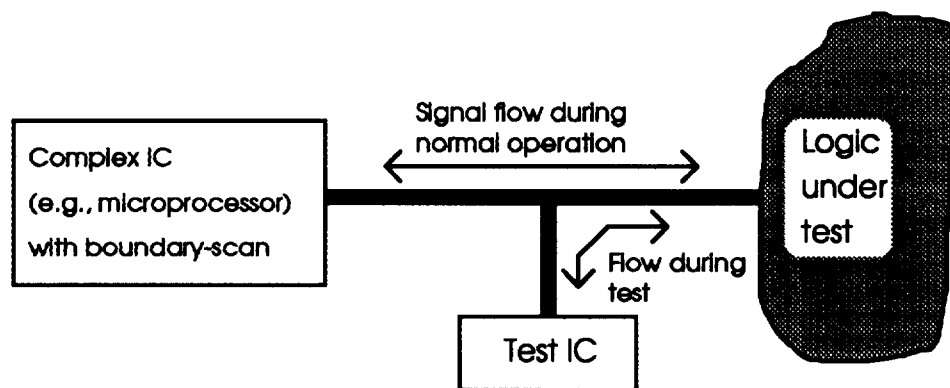 Signal flow during
normal operation
Complex IC
(e.g., microprocessor)
with boundary-scan
Logic
under
test
Flow during
test
Test IC